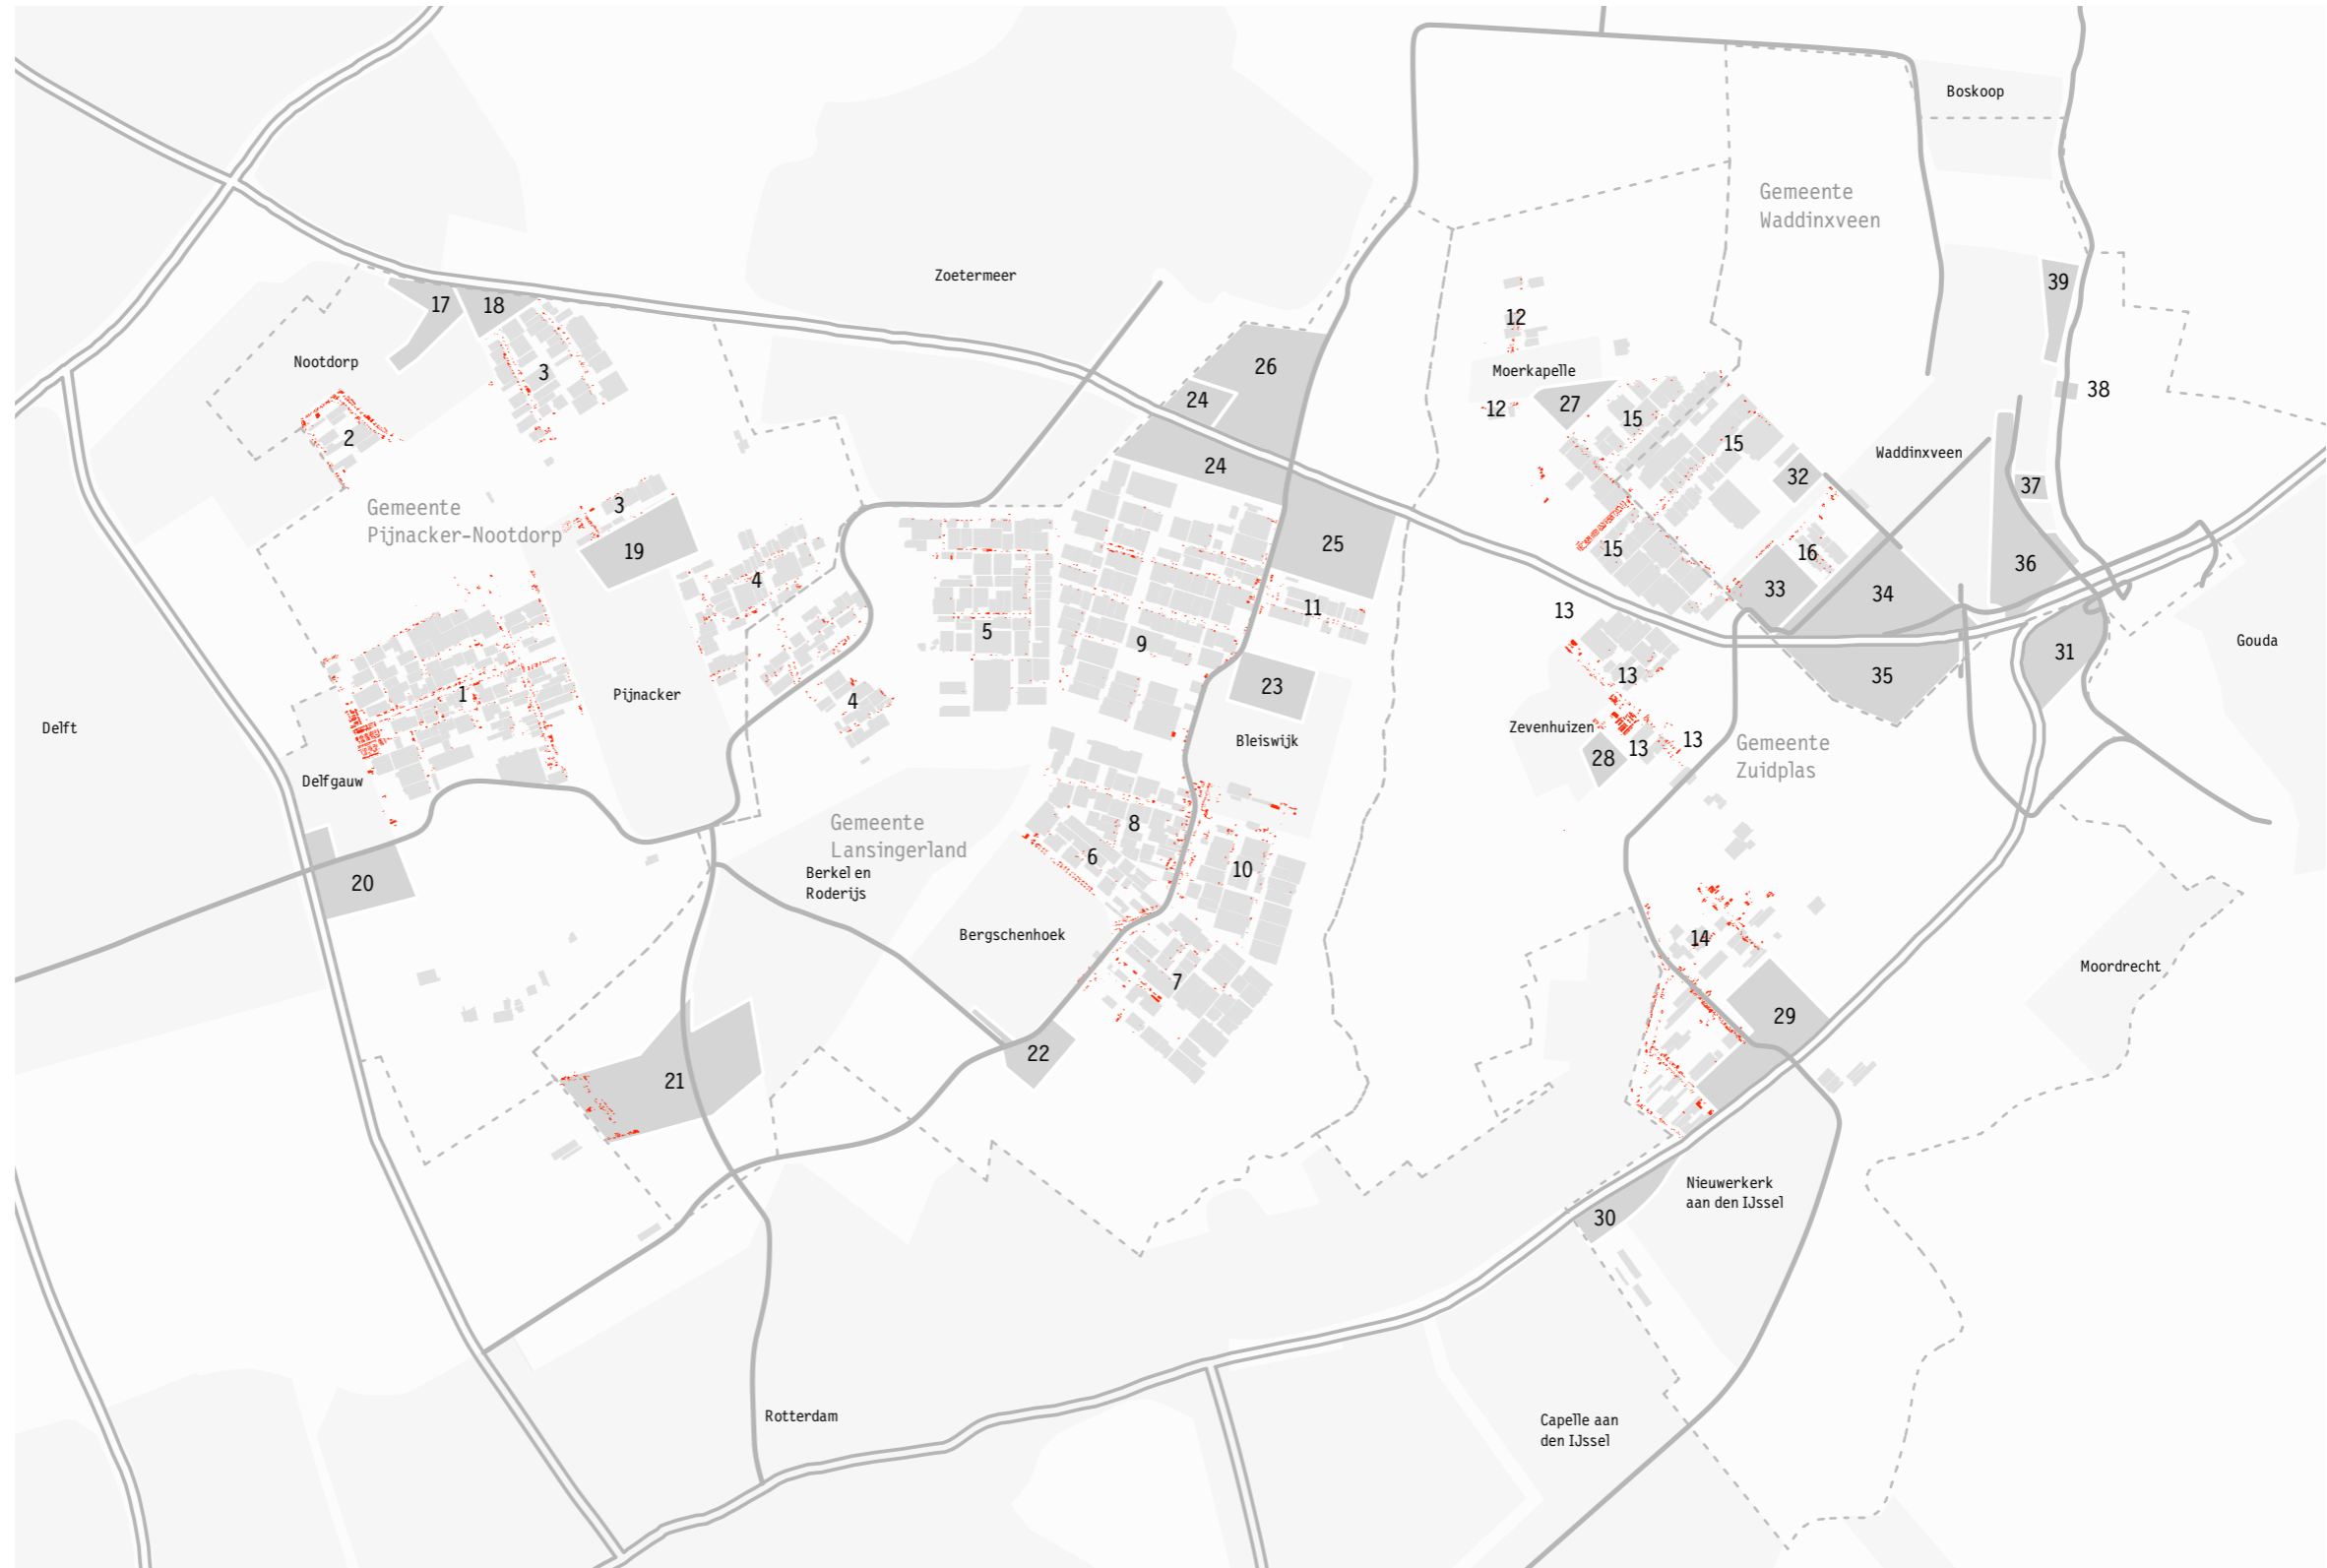 Boskoop
Gemeente
Waddinxveen
Zoetermeer
39
17
18
12
Nootdorp
26
Moerkapelle
3
38
24
27
12
15
2
15
Waddinxveen
24
32
37
Gemeente
Pijnacker-Nootdorp
3
19
25
15
16
36
4
33
34
11
13
5
9
Gouda
31
35
13
23
1
Pijnacker
4
Delft
Zevenhuizen
13
13
Bleiswijk
28
Gemeente
Zuidplas
Delfgauw
Gemeente
Lansingerland
8
6
10
Berkel en
Roderijs
20
Bergschenhoek
14
Moordrecht
7
29
22
21
Nieuwerkerk
aan den IJssel
30
Rotterdam
Capelle aan
den IJssel